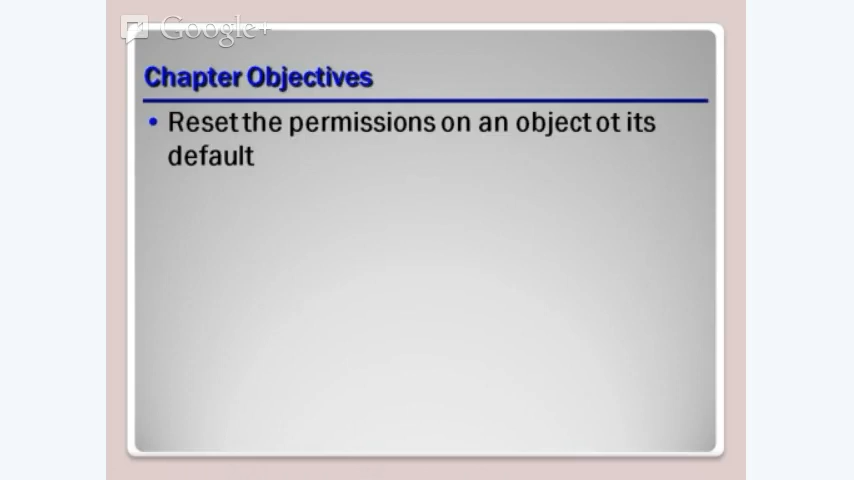 Google+
Chapter Objectives
• Reset the permissions on an object ot its
default